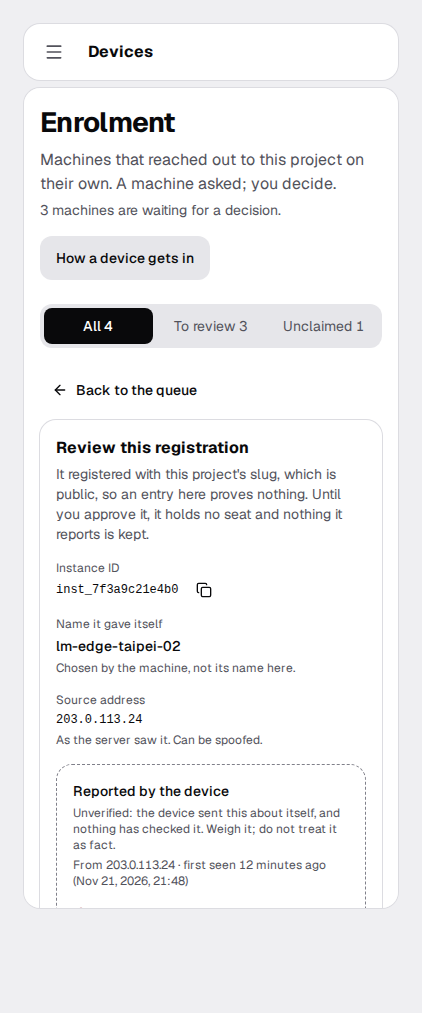 Devices
Enrolment
Machines that reached out to this project on
their own. A machine asked; you decide.
3 machines are waiting for a decision.
How a device gets in
All 4
To review 3
Unclaimed 1
Back to the queue
Review this registration
It registered with this project's slug, which is
public, so an entry here proves nothing. Until
you approve it, it holds no seat and nothing it
reports is kept.
Instance ID
inst_7f3a9c21e4b0
Name it gave itself
lm-edge-taipei-02
Chosen by the machine, not its name here.
Source address
203.0.113.24
As the server saw it. Can be spoofed.
Reported by the device
Unverified: the device sent this about itself, and
nothing has checked it. Weigh it; do not treat it
as fact.
From 203.0.113.24 · first seen 12 minutes ago
(Nov 21, 2026, 21:48)